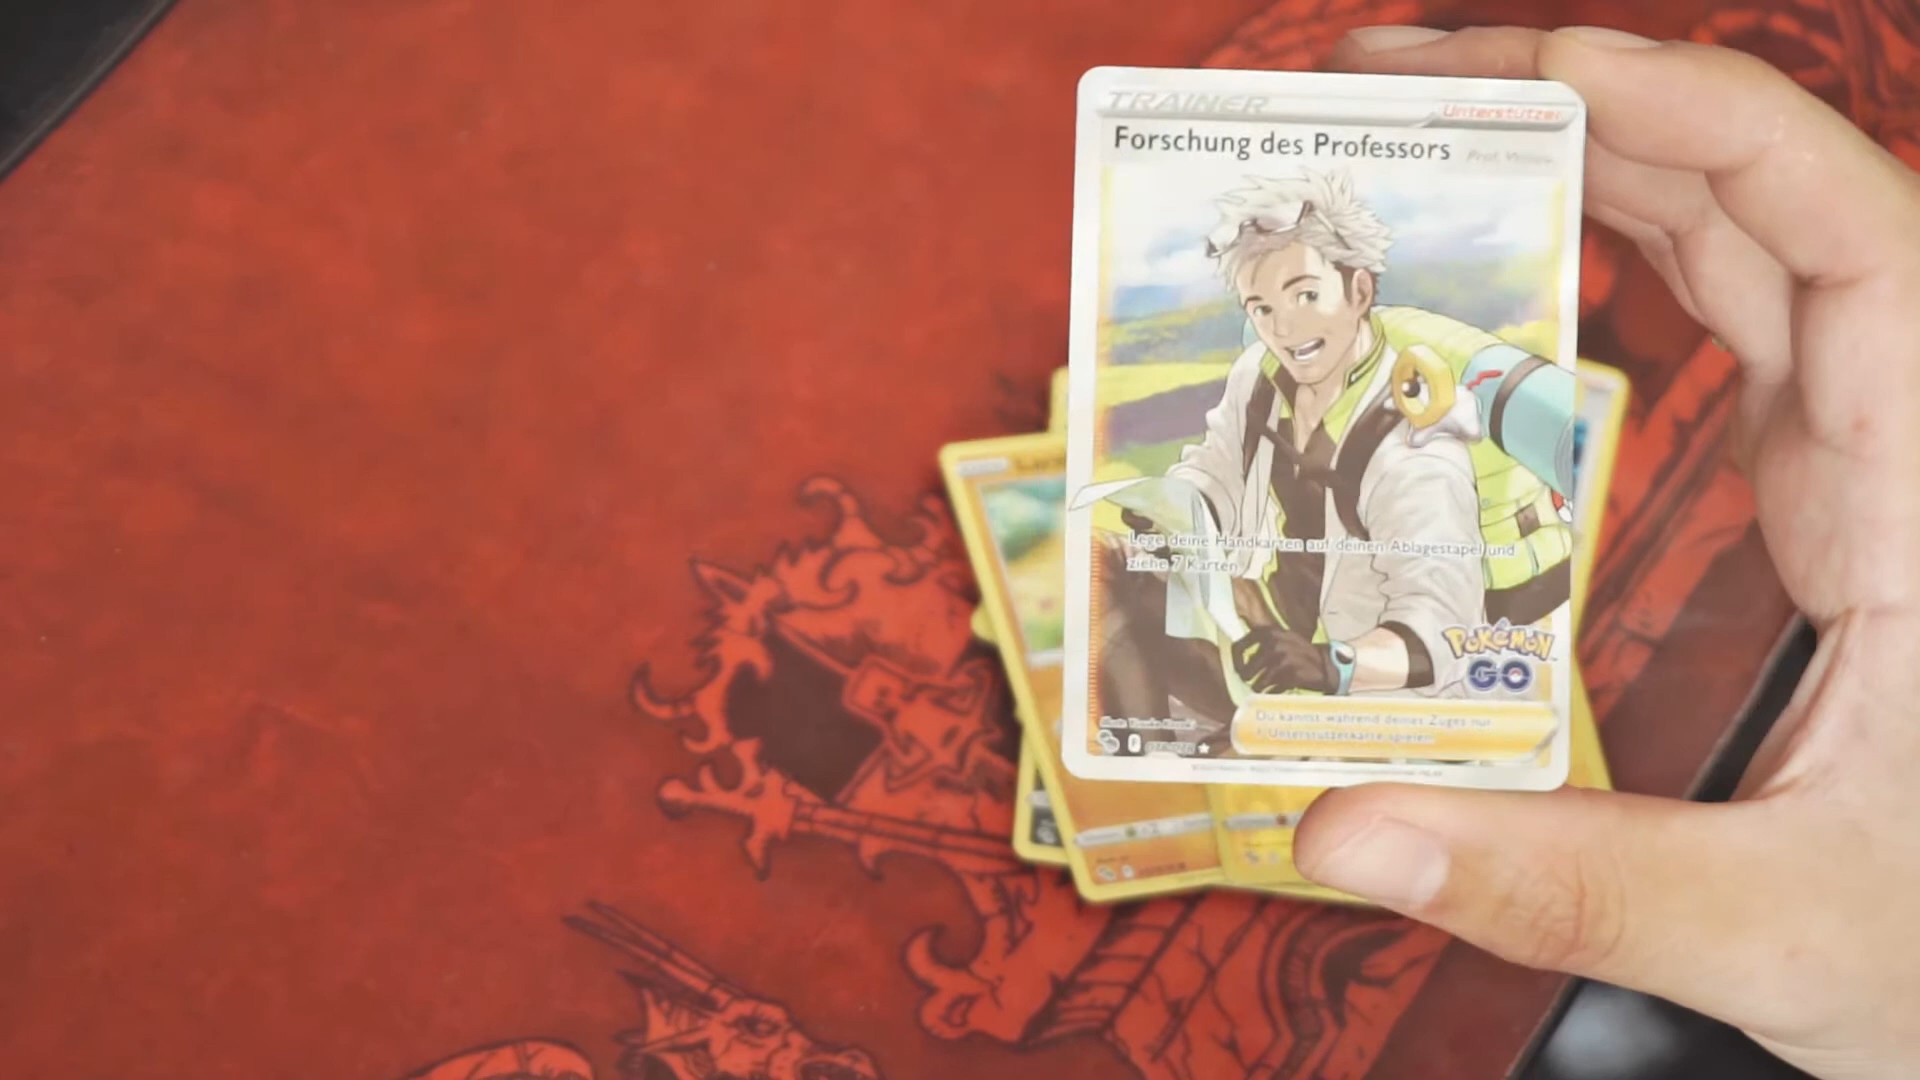 TRAINER
Unterstützer
Forschung des Professors
Lege deine Handkarten auf deinen Ablagestapel und
ziehe 7 Karten.
POKÉMON
GO
Du kannst während deines Zuges nur
1 Unterstützerkarte spielen.